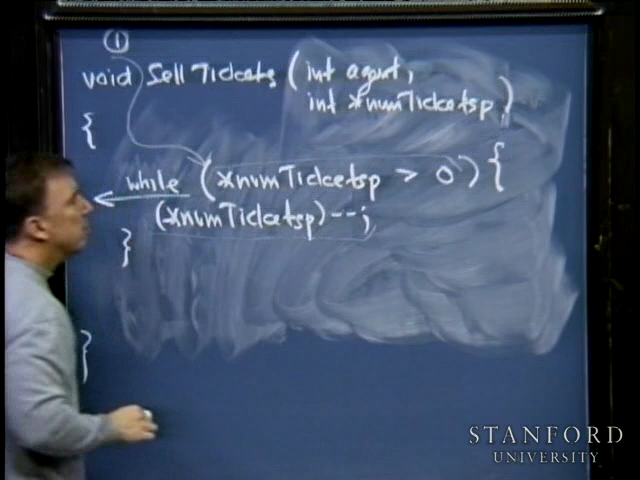 1
void SellTickets (int agent,
int *numTicketsp)
{
while (*numTicketsp > 0) {
(*numTicketsp)--;
}
}
STANFORD
UNIVERSITY